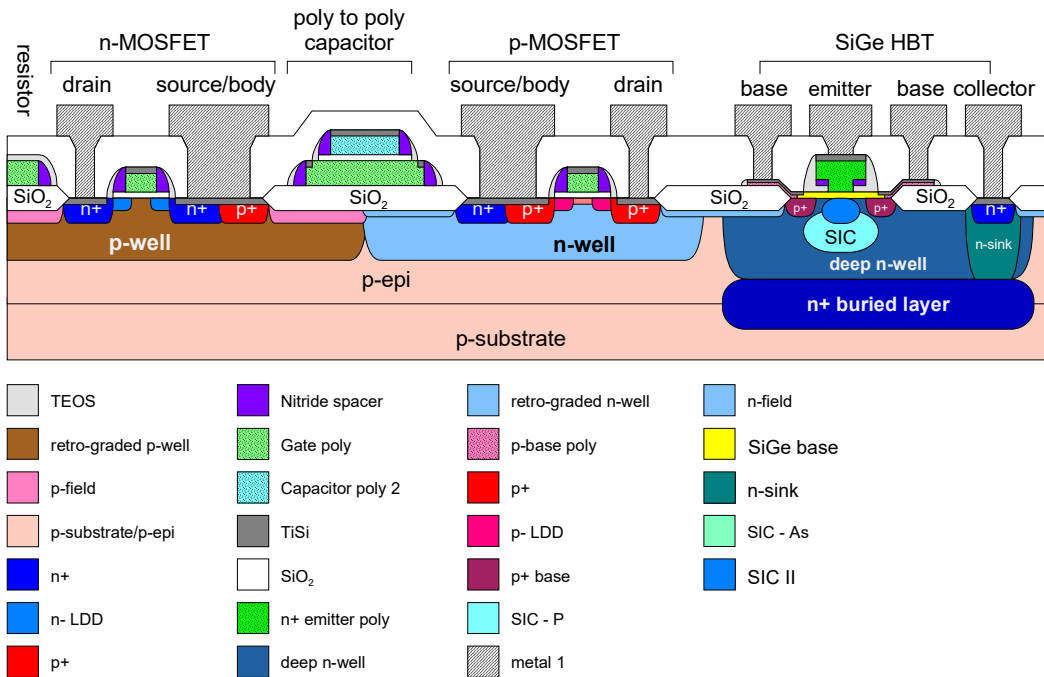 poly to poly
capacitor
n-MOSFET
p-MOSFET
SiGe HBT
resistor
drain
source/body
source/body
drain
base
emitter
base
collector
SiO2
SiO2
SiO2
SiO2
n+
n+
p+
n+
p+
p+
p+
p+
n+
p-well
n-well
SIC
n-sink
deep n-well
p-epi
n+ buried layer
p-substrate
TEOS
Nitride spacer
retro-graded n-well
n-field
retro-graded p-well
Gate poly
p-base poly
SiGe base
p-field
Capacitor poly 2
p+
n-sink
p-substrate/p-epi
TiSi
p- LDD
SIC - As
n+
SiO2
p+ base
SIC II
n- LDD
n+ emitter poly
SIC - P
p+
deep n-well
metal 1